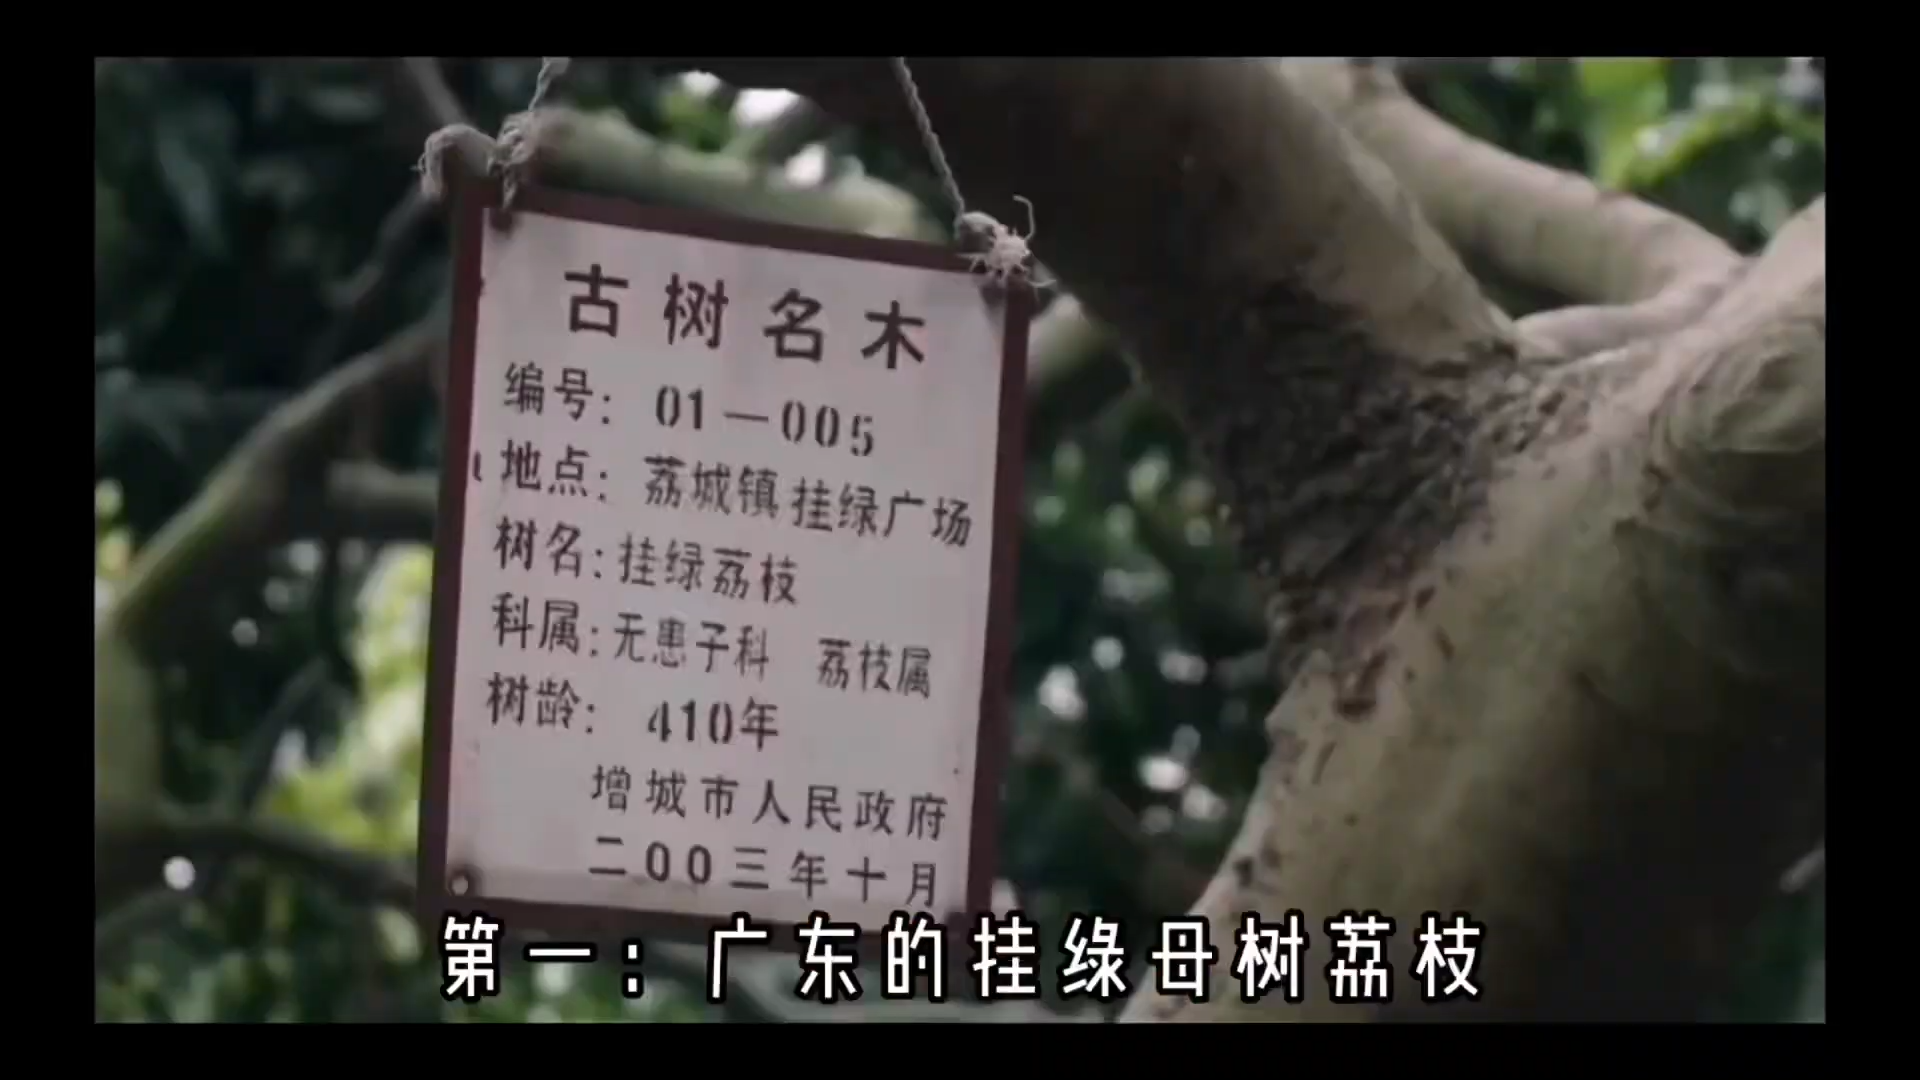 古树名木
编号: 01—005
地点: 荔城镇挂绿广场
树名: 挂绿荔枝
科属: 无患子科 荔枝属
树龄: 410年
增城市人民政府
二00三年十月
第一: 广东的挂绿母树荔枝